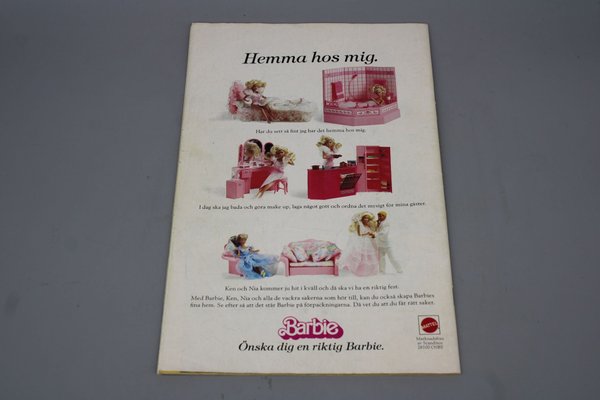 Hemma hos mig.
Har du sett så fint jag har det hemma hos mig.
I dag ska jag bada och göra make up, laga något gott och ordna det mysigt för mina gäster.
Ken och Nia kommer ju hit i kväll och då ska vi ha en riktig fest.
Med Barbie, Ken, Nia och alla de vackra sakerna som hör till, kan du också skapa Barbies
fina hem. Se efter så att det står Barbie på förpackningarna. Då vet du att du fått rätt saker.
Barbie
Önska dig en riktig Barbie.
MATTEL
Marknadsföres
av Scandinav